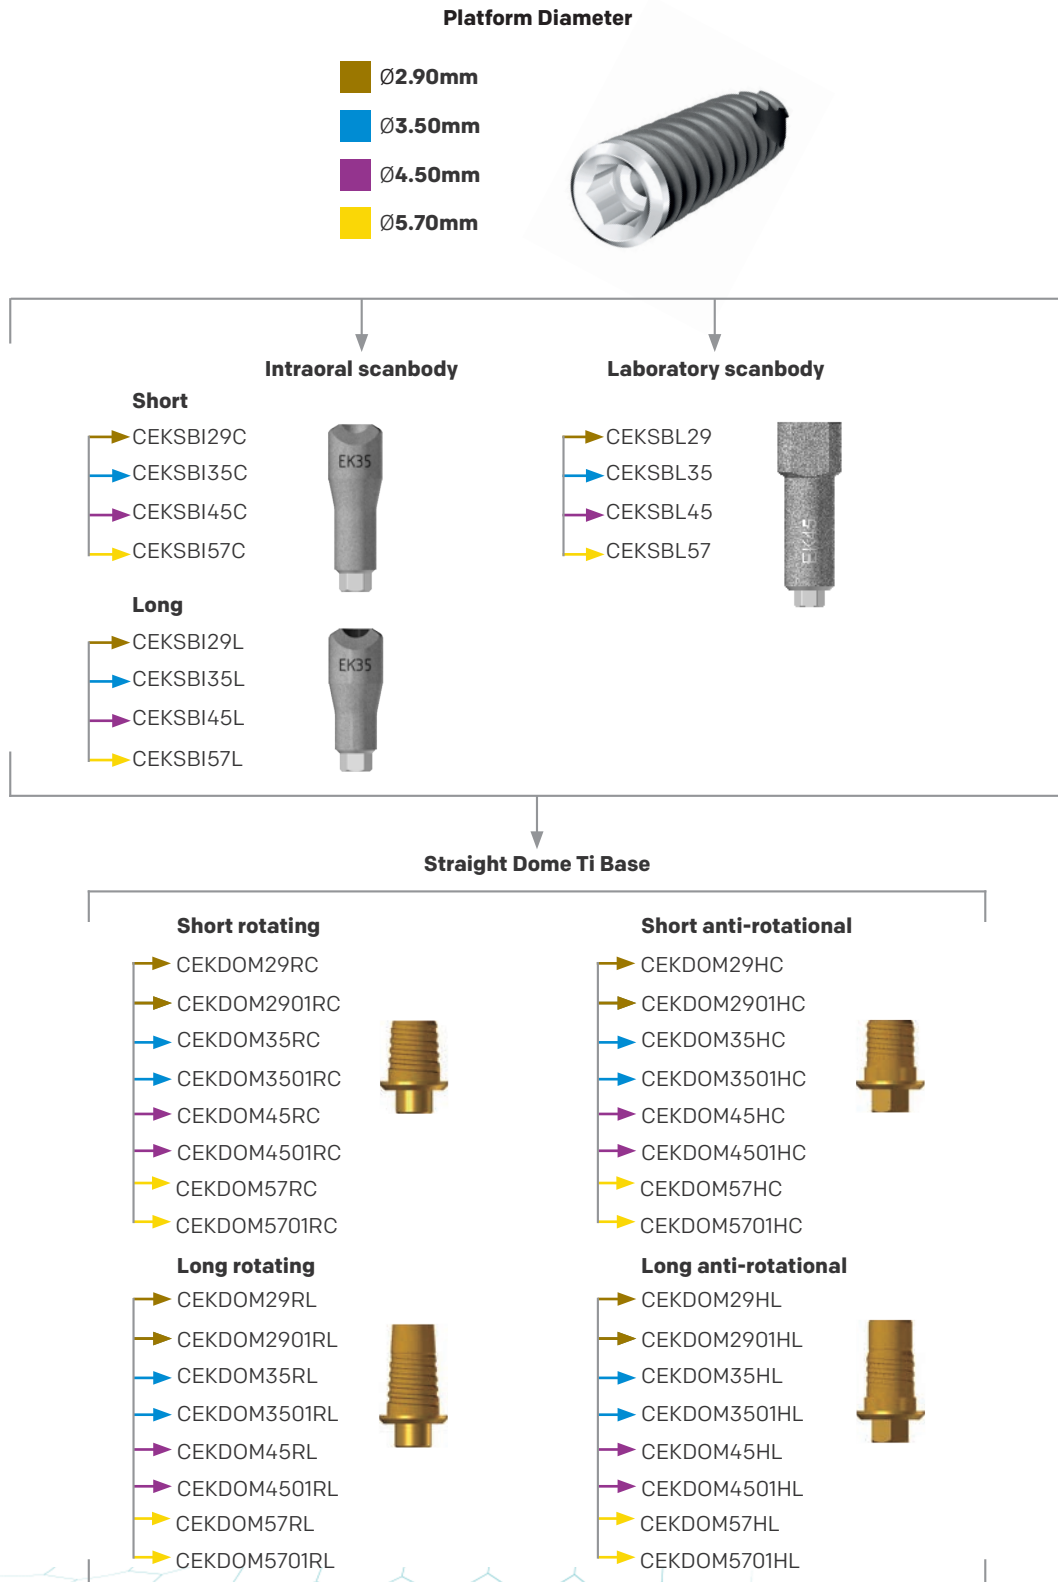 Platform Diameter
Ø2.90mm
Ø3.50mm
Ø4.50mm
Ø5.70mm
Intraoral scanbody
Short
CEKSBI29C
CEKSBI35C
CEKSBI45C
CEKSBI57C
EK35
Long
CEKSBI29L
CEKSBI35L
CEKSBI45L
CEKSBI57L
EK35
Laboratory scanbody
CEKSBL29
CEKSBL35
CEKSBL45
CEKSBL57
EK45
Straight Dome Ti Base
Short rotating
CEKDOM29RC
CEKDOM2901RC
CEKDOM35RC
CEKDOM3501RC
CEKDOM45RC
CEKDOM4501RC
CEKDOM57RC
CEKDOM5701RC
Short anti-rotational
CEKDOM29HC
CEKDOM2901HC
CEKDOM35HC
CEKDOM3501HC
CEKDOM45HC
CEKDOM4501HC
CEKDOM57HC
CEKDOM5701HC
Long rotating
CEKDOM29RL
CEKDOM2901RL
CEKDOM35RL
CEKDOM3501RL
CEKDOM45RL
CEKDOM4501RL
CEKDOM57RL
CEKDOM5701RL
Long anti-rotational
CEKDOM29HL
CEKDOM2901HL
CEKDOM35HL
CEKDOM3501HL
CEKDOM45HL
CEKDOM4501HL
CEKDOM57HL
CEKDOM5701HL